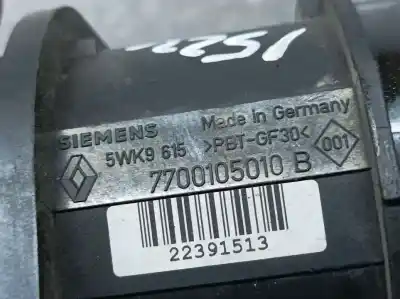 SIEMENS
Made in Germany
5WK9 615 >PBT-GF30<
001
7700105010 B
22391513